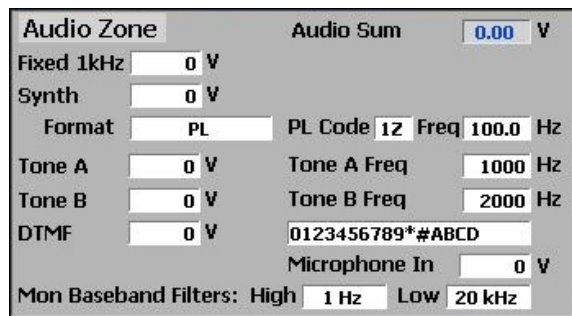 Audio Zone Audio Sum 0.00 V
Fixed 1kHz 0 V
Synth 0 V
Format PL PL Code 1Z Freq 100.0 Hz
Tone A 0 V Tone A Freq 1000 Hz
Tone B 0 V Tone B Freq 2000 Hz
DTMF 0 V 0123456789*#ABCD
Microphone In 0 V
Mon Baseband Filters: High 1 Hz Low 20 kHz